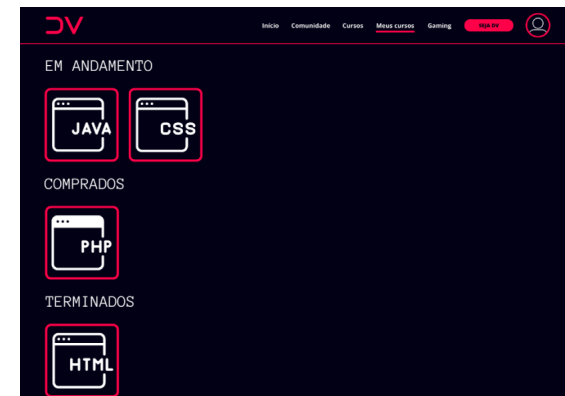 DV
Início Comunidade Cursos Meus cursos Gaming SEJA DV
EM ANDAMENTO
JAVA CSS
COMPRADOS
PHP
TERMINADOS
HTML